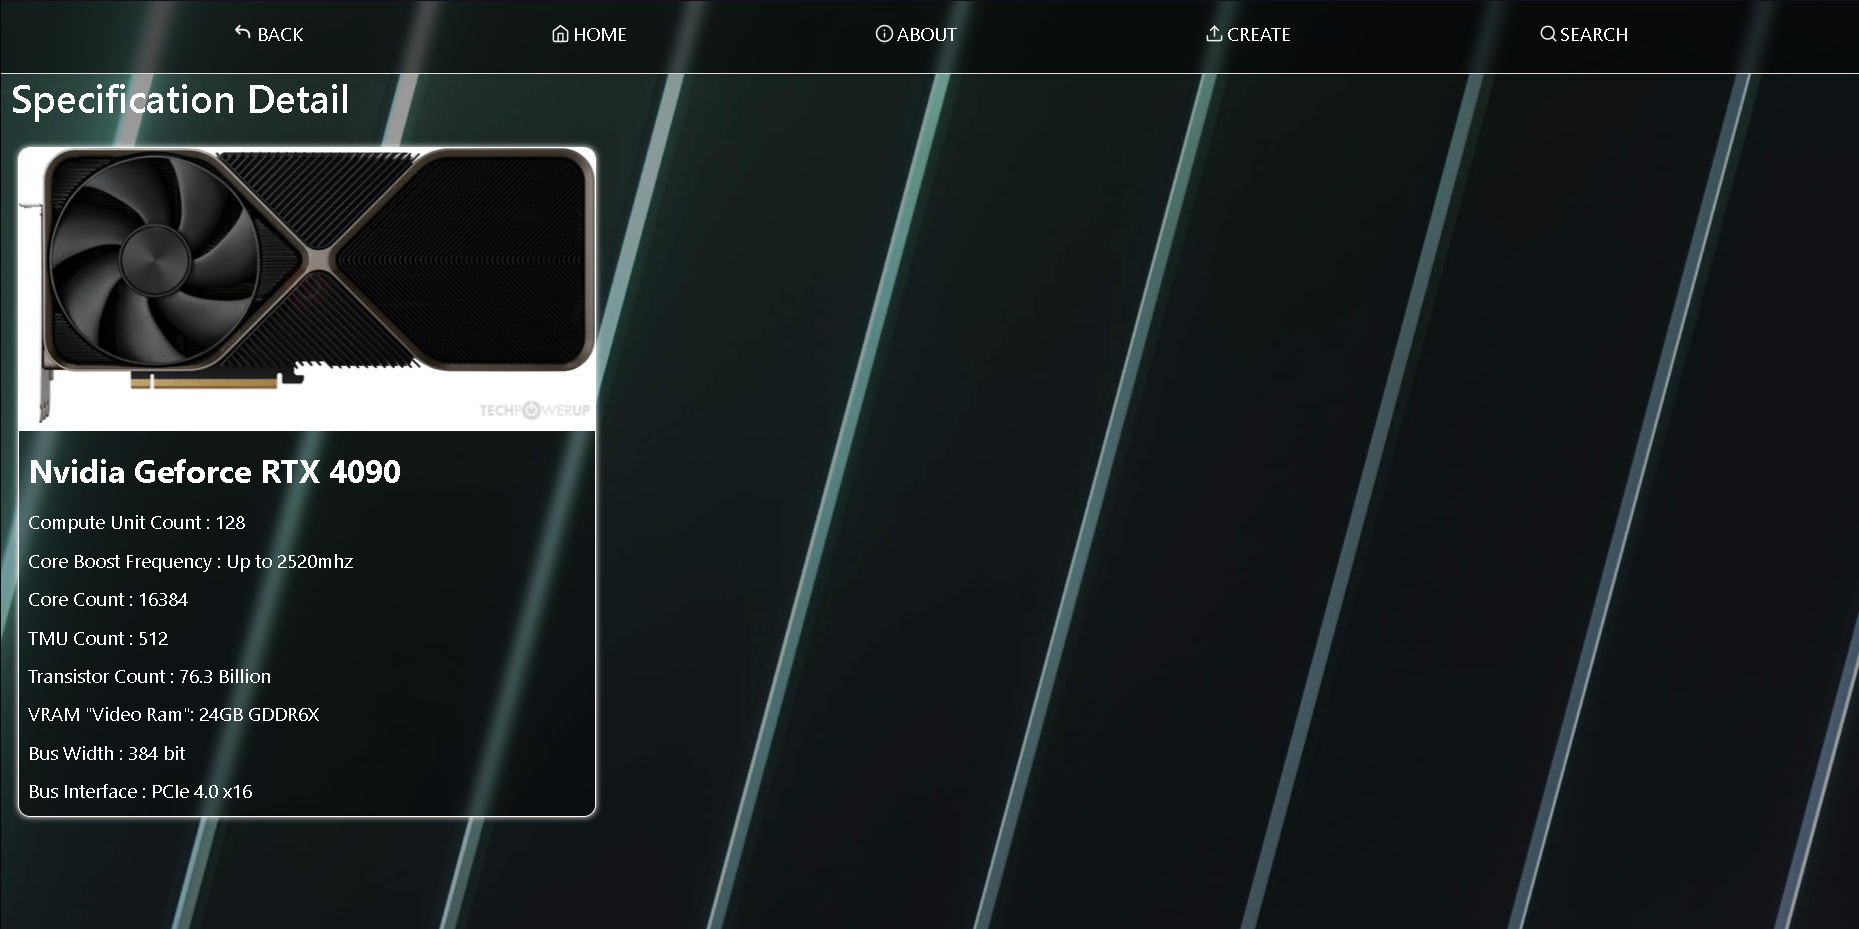 BACK
HOME
ABOUT
CREATE
SEARCH
Specification Detail
TECHPOWERUP
Nvidia Geforce RTX 4090
Compute Unit Count : 128
Core Boost Frequency : Up to 2520mhz
Core Count : 16384
TMU Count : 512
Transistor Count : 76.3 Billion
VRAM "Video Ram": 24GB GDDR6X
Bus Width : 384 bit
Bus Interface : PCIe 4.0 x16